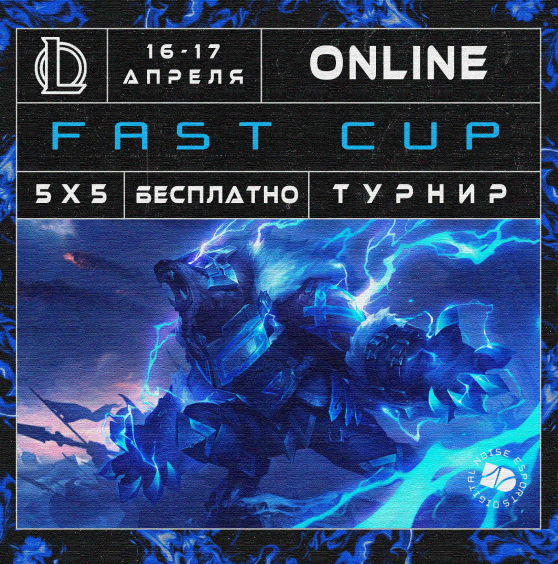 16-17
АПРЕЛЯ
ONLINE
FAST CUP
5X5 БЕСПЛАТНО ТУРНИР
DIGITAL NOISE ESPORTS